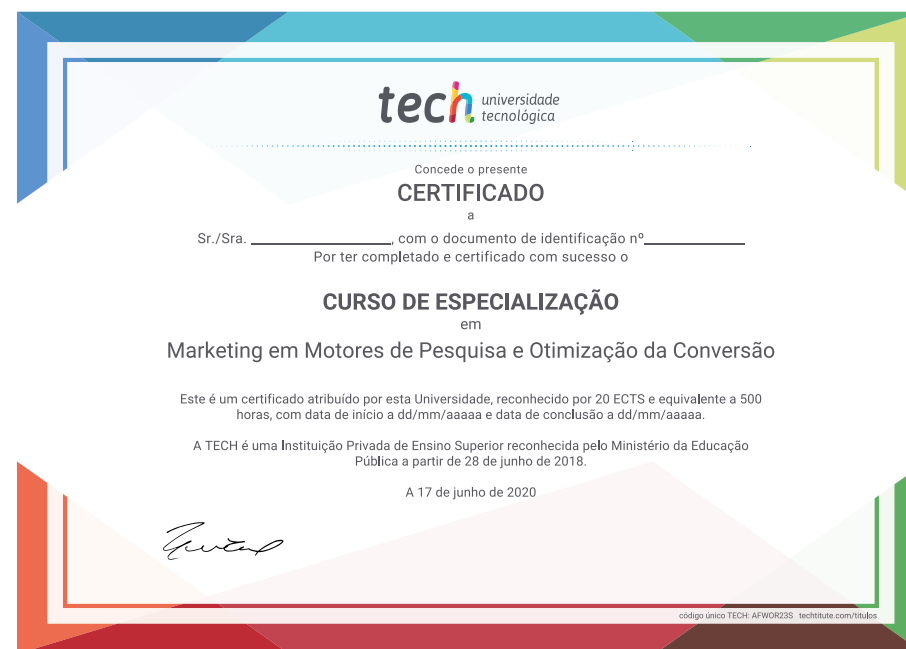 tech universidade
tecnológica
Concede o presente
CERTIFICADO
a
Sr./Sra. ____________________, com o documento de identificação nº______________
Por ter completado e certificado com sucesso o
CURSO DE ESPECIALIZAÇÃO
em
Marketing em Motores de Pesquisa e Otimização da Conversão
Este é um certificado atribuído por esta Universidade, reconhecido por 20 ECTS e equivalente a 500
horas, com data de início a dd/mm/aaaaa e data de conclusão a dd/mm/aaaaa.
A TECH é uma Instituição Privada de Ensino Superior reconhecida pelo Ministério da Educação
Pública a partir de 28 de junho de 2018.
A 17 de junho de 2020
código único TECH: AFWOR23S techtitute.com/titulos